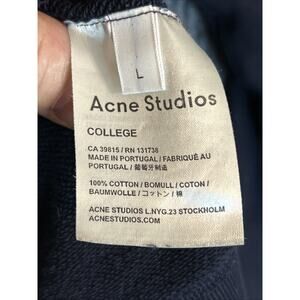 L
Acne Studios
COLLEGE
CA 39815 / RN 131738
MADE IN PORTUGAL / FABRIQUÉ AU
PORTUGAL / 葡萄牙制造
100% COTTON / BOMULL / COTON /
BAUMWOLLE / コットン / 棉
ACNE STUDIOS L.NYG.23 STOCKHOLM
ACNESTUDIOS.COM